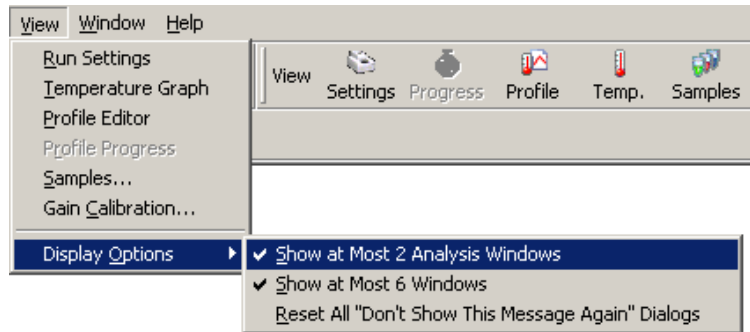 View Window Help
Run Settings
Temperature Graph
Profile Editor
Profile Progress
Samples...
Gain Calibration...
Display Options
View
Settings Progress Profile Temp. Samples
Show at Most 2 Analysis Windows
Show at Most 6 Windows
Reset All "Don't Show This Message Again" Dialogs